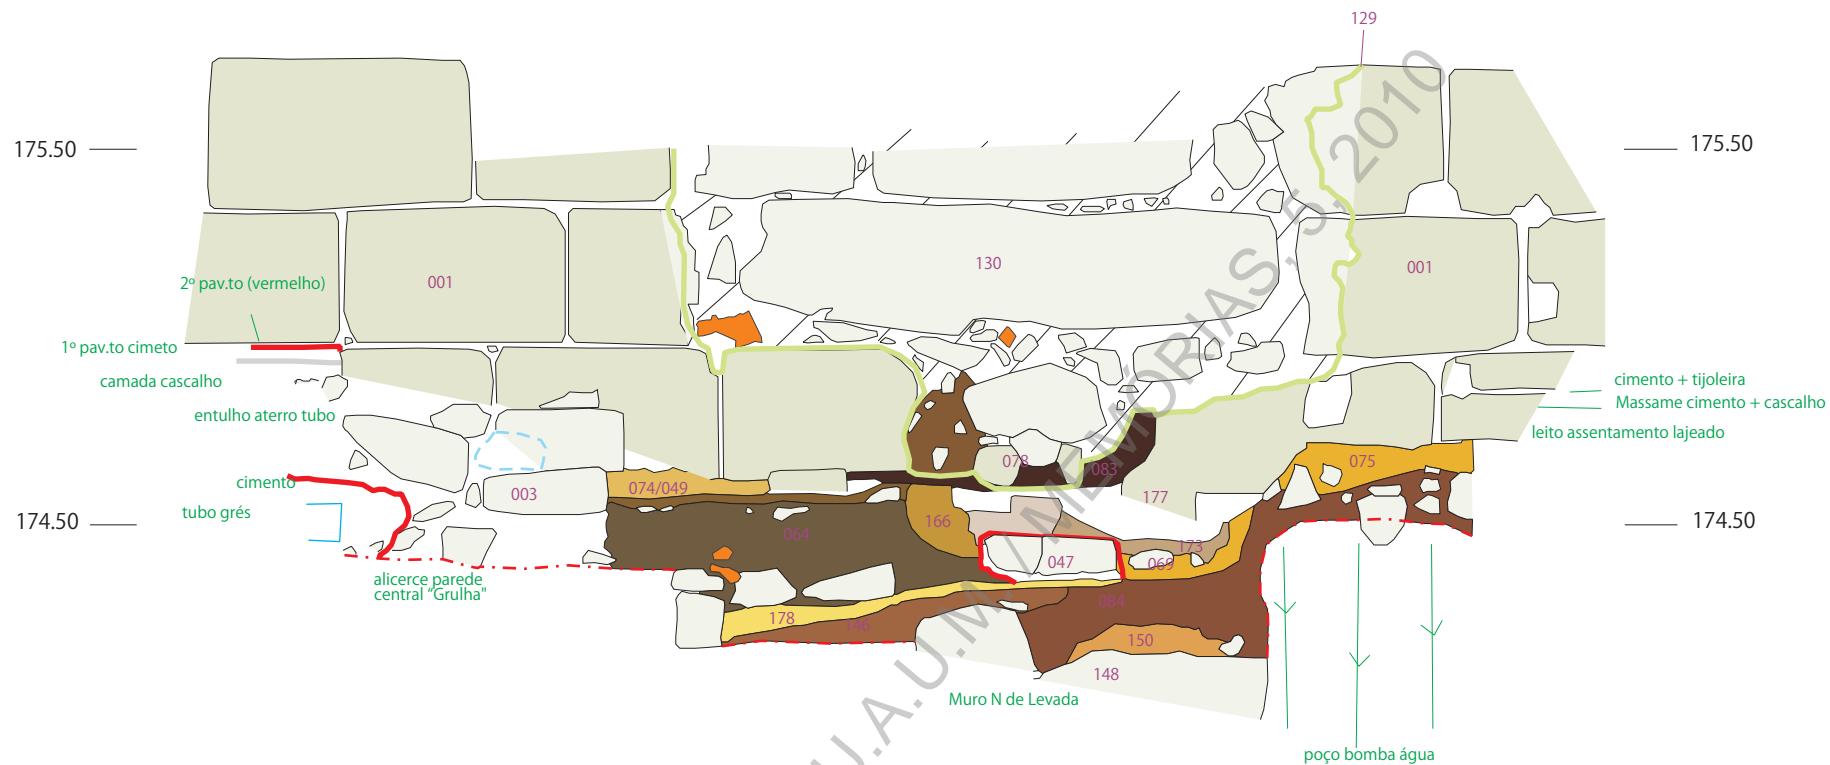 129
175.50
175.50
130
2º pav.to (vermelho)
001
001
1º pav.to cimeto
camada cascalho
cimento + tijoleira
Massame cimento + cascalho
entulho aterro tubo
leito assentamento lajeado
078
083
075
cimento
074/049
003
177
tubo grés
174.50
166
174.50
064
173
047
069
alicerce parede
central "Grulha"
084
178
146
150
148
Muro N de Levada
poço bomba água
U.A.U.M. / MEMÓRIAS, 5, 2010